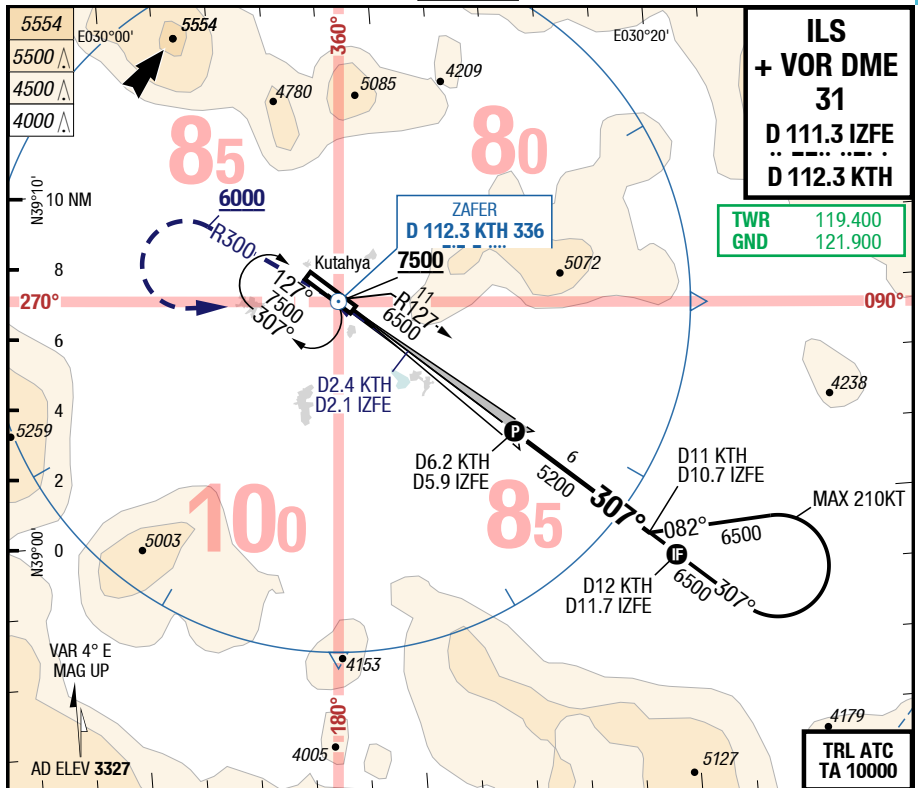 5554
5500
4500
4000
E030°00'
5554
360°
E030°20'
4780
5085
4209
ILS
+ VOR DME
31
D 111.3 IZFE
D 112.3 KTH
85
80
N39°10'
10 NM
6000
R300
ZAFER
D 112.3 KTH 336
TWR 119.400
GND 121.900
Kutahya
7500
5072
8
127°
7500
307°
71
R127
6500
270°
090°
6
D2.4 KTH
D2.1 IZFE
4238
4
5259
D6.2 KTH
D5.9 IZFE
P
6
5200
D11 KTH
D10.7 IZFE
2
100
85
307°
MAX 210KT
082°
6500
N39°00'
0
5003
IF
D12 KTH
D11.7 IZFE
6500
307°
VAR 4° E
MAG UP
4153
180°
4179
4005
5127
AD ELEV 3327
TRL ATC
TA 10000